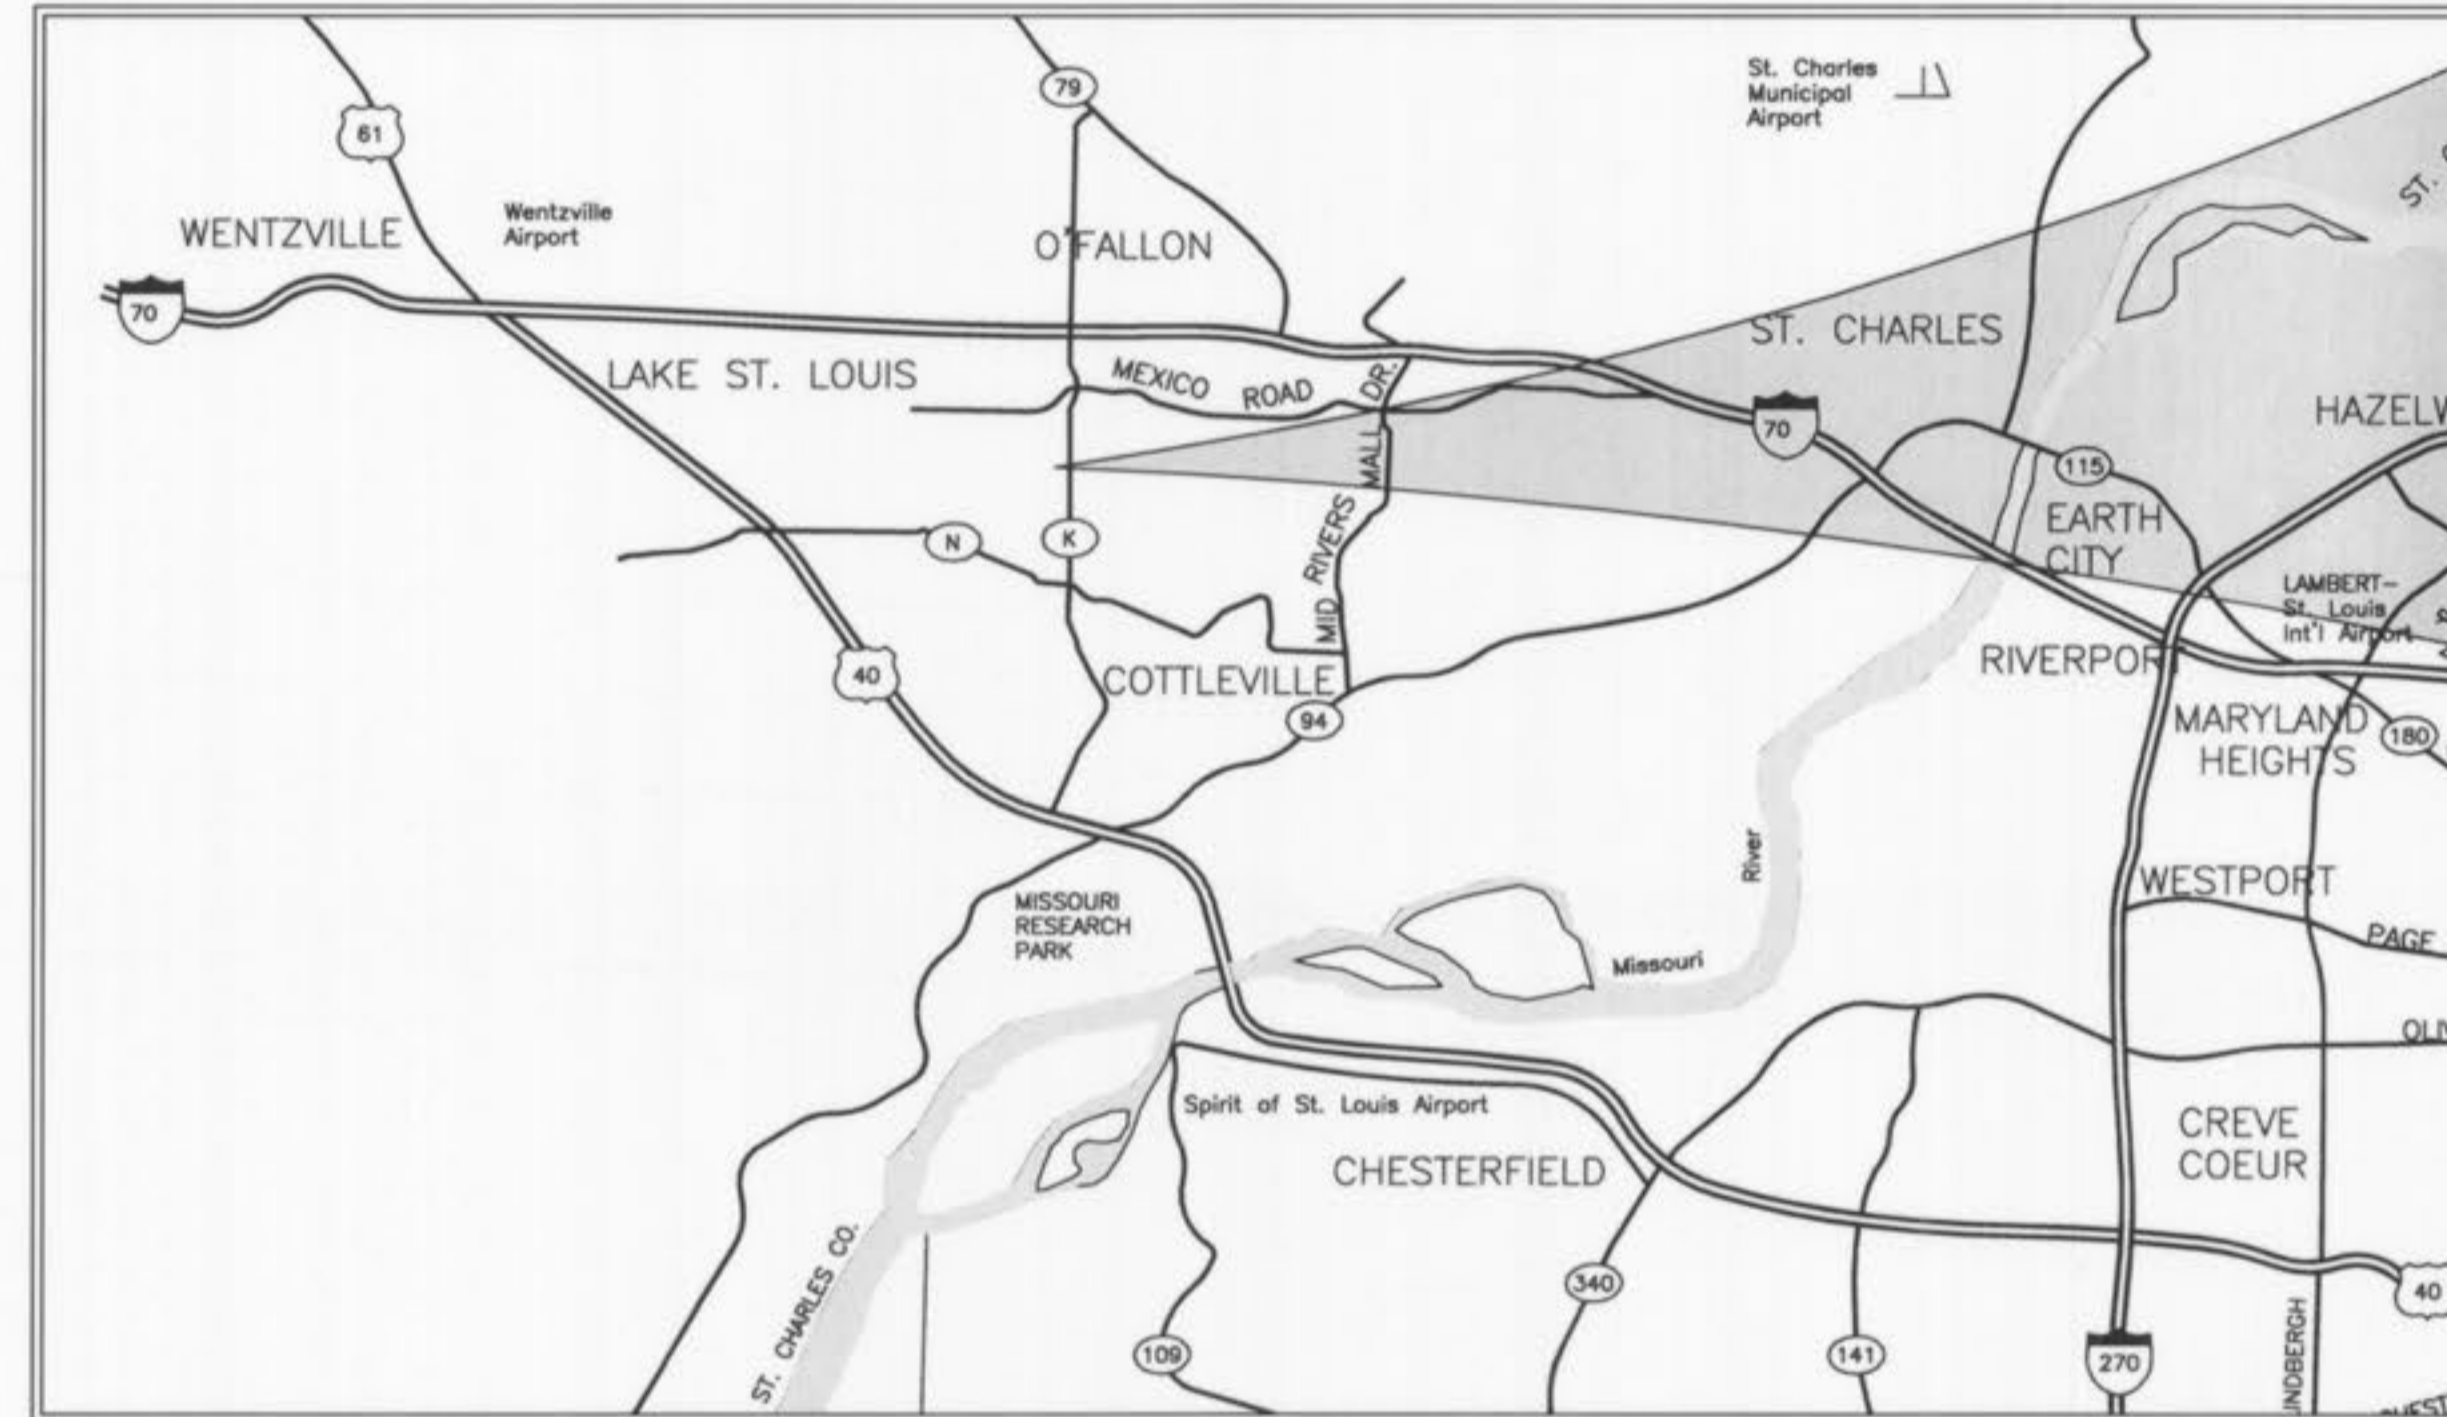 79
St. Charles
Municipal
Airport
61
ST.
WENTZVILLE
Wentzville
Airport
O'FALLON
70
ST. CHARLES
LAKE ST. LOUIS
MEXICO ROAD
MID RIVERS MALL DR.
70
HAZELW
115
EARTH
CITY
N
K
LAMBERT-
St. Louis
Int'l Airport
RIVERPORT
COTTLEVILLE
40
94
MARYLAND
HEIGHTS
180
River
WESTPORT
MISSOURI
RESEARCH
PARK
PAGE
Missouri
OLIV
Spirit of St. Louis Airport
CREVE
COEUR
CHESTERFIELD
ST. CHARLES CO.
340
40
109
141
270
INDBERGH